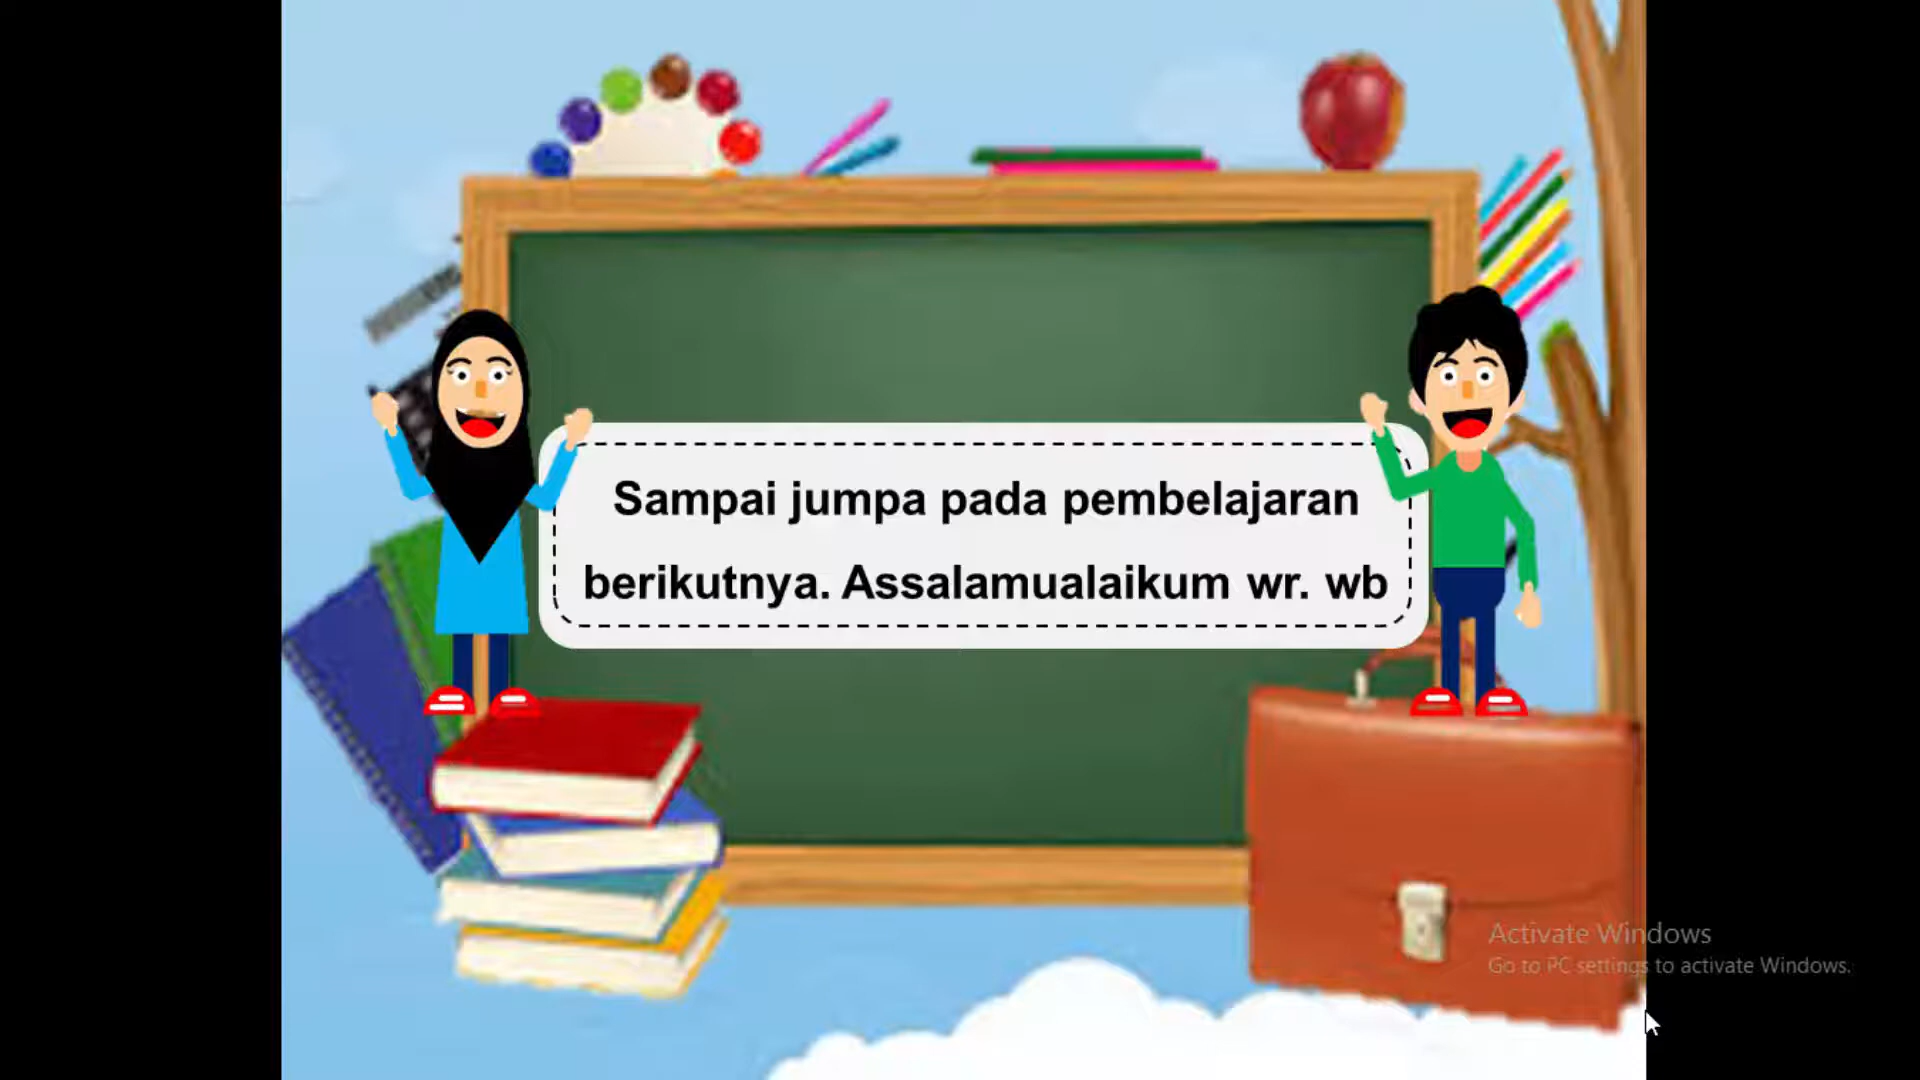 Sampai jumpa pada pembelajaran
berikutnya. Assalamualaikum wr. wb
Activate Windows
Go to PC settings to activate Windows.